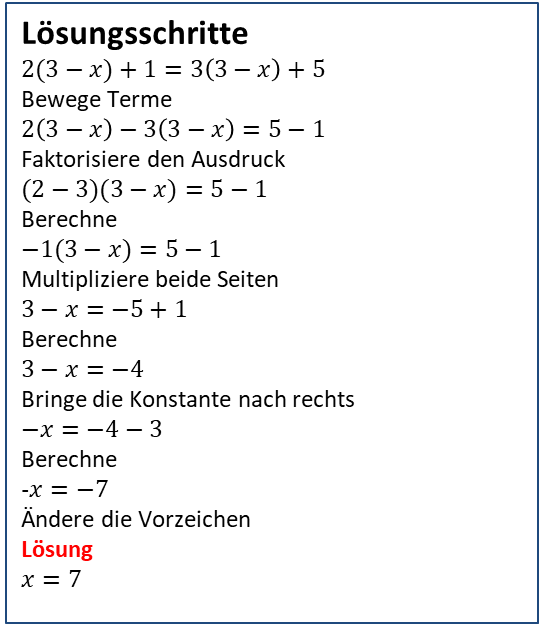 Lösungsschritte
2(3 − x) + 1 = 3(3 − x) + 5
Bewege Terme
2(3 − x) − 3(3 − x) = 5 − 1
Faktorisiere den Ausdruck
(2 − 3)(3 − x) = 5 − 1
Berechne
−1(3 − x) = 5 − 1
Multipliziere beide Seiten
3 − x = −5 + 1
Berechne
3 − x = −4
Bringe die Konstante nach rechts
−x = −4 − 3
Berechne
-x = −7
Ändere die Vorzeichen
Lösung
x = 7